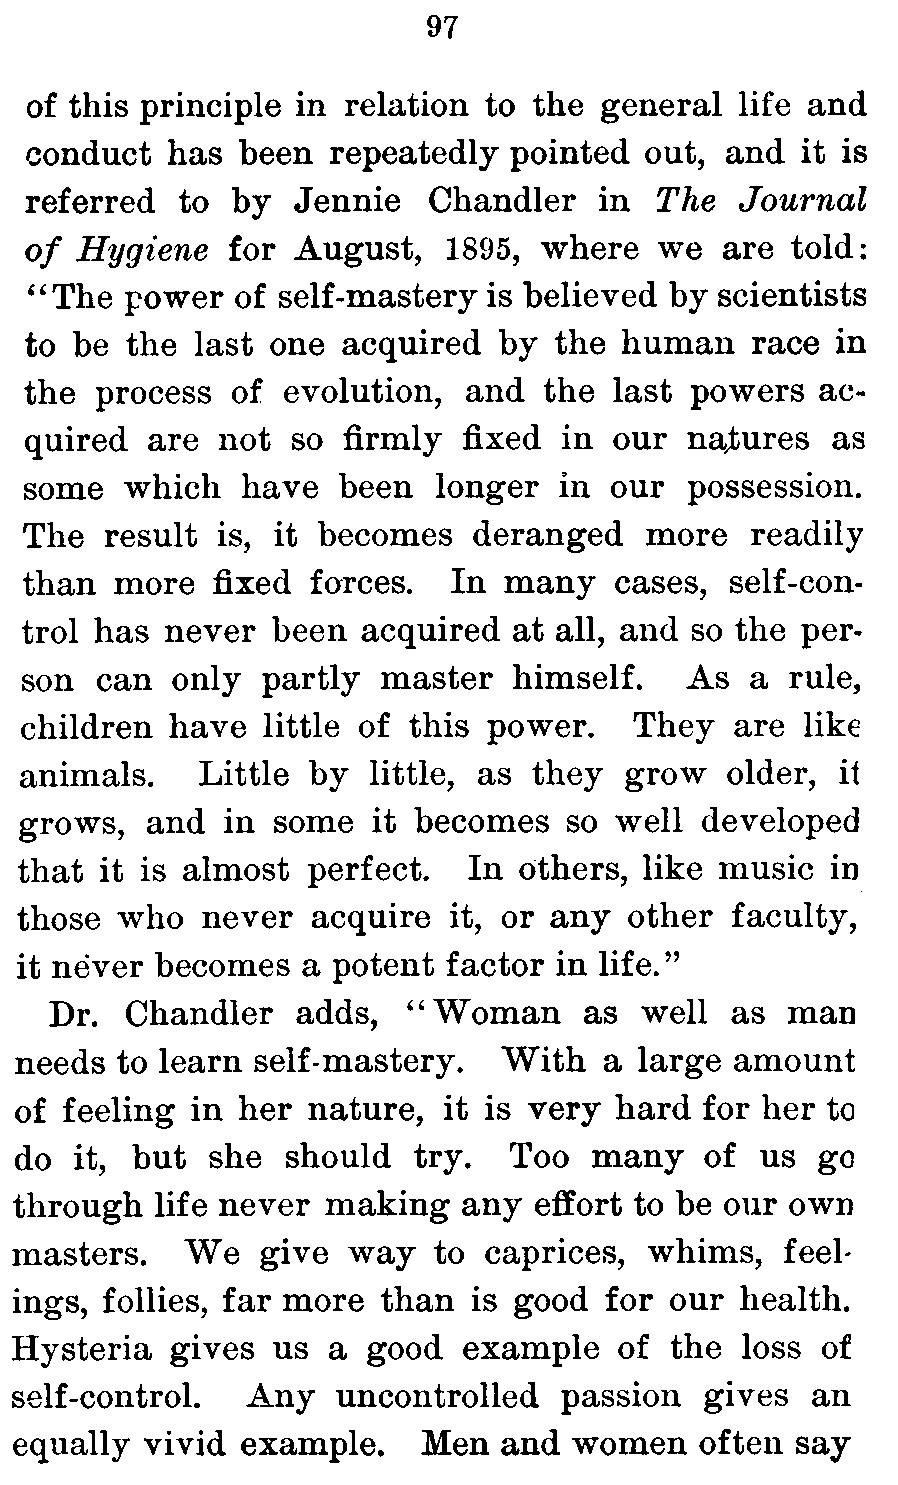 97
of this principle in relation to the general life and
conduct has been repeatedly pointed out, and it is
referred to by Jennie Chandler in The Journal
of Hygiene for August, 1895, where we are told:
“The power of self-mastery is believed by scientists
to be the last one acquired by the human race in
the process of evolution, and the last powers ac-
quired are not so firmly fixed in our natures as
some which have been longer in our possession.
The result is, it becomes deranged more readily
than more fixed forces. In many cases, self-con-
trol has never been acquired at all, and so the per-
son can only partly master himself. As a rule,
children have little of this power. They are like
animals. Little by little, as they grow older, it
grows, and in some it becomes so well developed
that it is almost perfect. In others, like music in
those who never acquire it, or any other faculty,
it never becomes a potent factor in life.”
Dr. Chandler adds, “Woman as well as man
needs to learn self-mastery. With a large amount
of feeling in her nature, it is very hard for her to
do it, but she should try. Too many of us go
through life never making any effort to be our own
masters. We give way to caprices, whims, feel-
ings, follies, far more than is good for our health.
Hysteria gives us a good example of the loss of
self-control. Any uncontrolled passion gives an
equally vivid example. Men and women often say